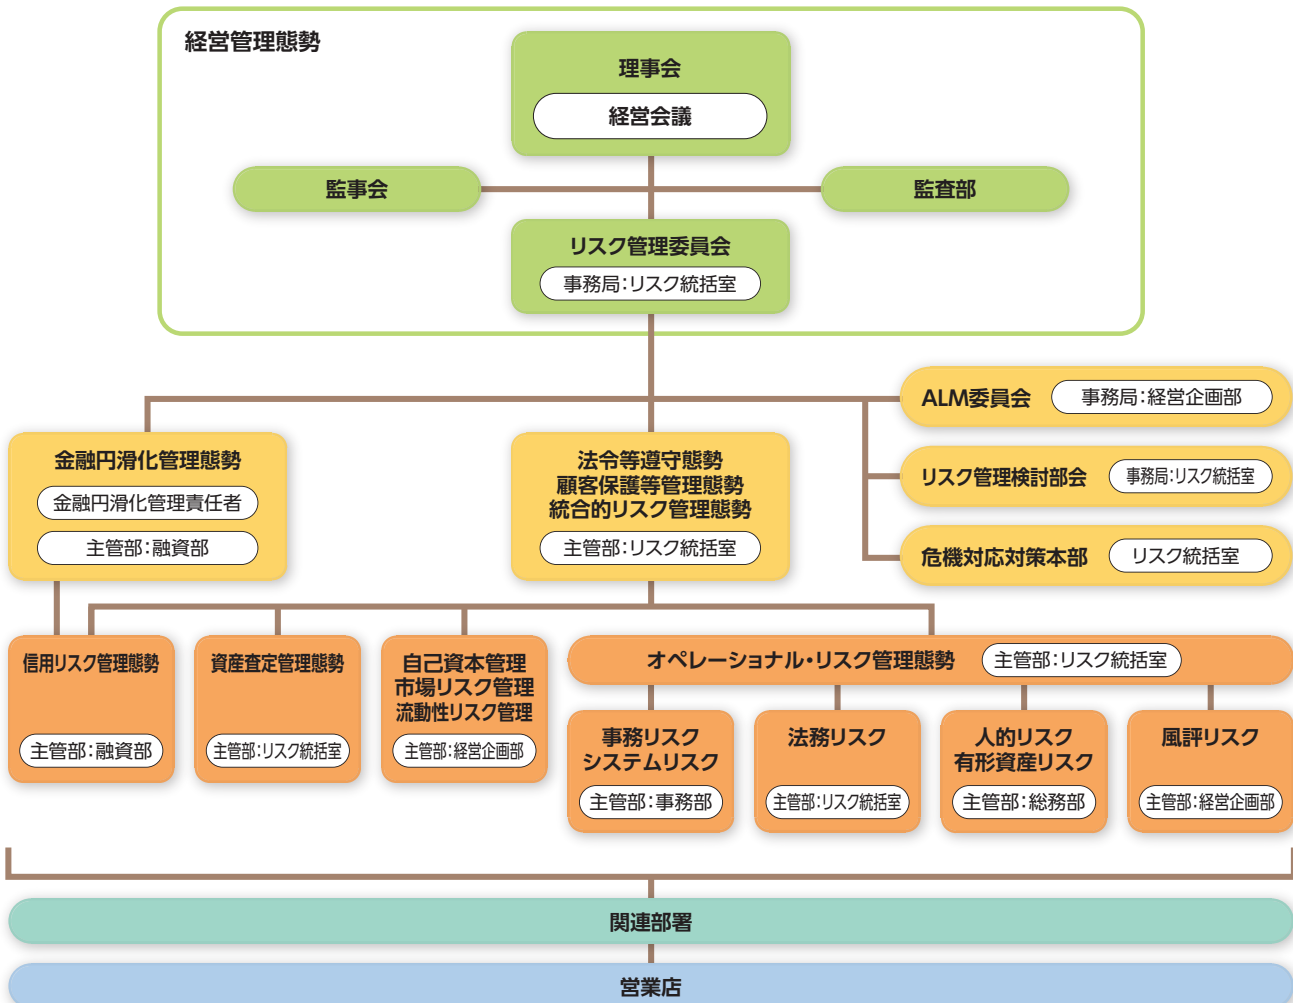 経営管理態勢
理事会
経営会議
監事会
監査部
リスク管理委員会
事務局:リスク統括室
ALM委員会 事務局:経営企画部
リスク管理検討部会 事務局:リスク統括室
危機対応対策本部 リスク統括室
金融円滑化管理態勢
金融円滑化管理責任者
主管部:融資部
法令等遵守態勢
顧客保護等管理態勢
統合的リスク管理態勢
主管部:リスク統括室
信用リスク管理態勢
主管部:融資部
資産査定管理態勢
主管部:リスク統括室
自己資本管理
市場リスク管理
流動性リスク管理
主管部:経営企画部
オペレーショナル・リスク管理態勢 主管部:リスク統括室
事務リスク
システムリスク
主管部:事務部
法務リスク
主管部:リスク統括室
人的リスク
有形資産リスク
主管部:総務部
風評リスク
主管部:経営企画部
関連部署
営業店